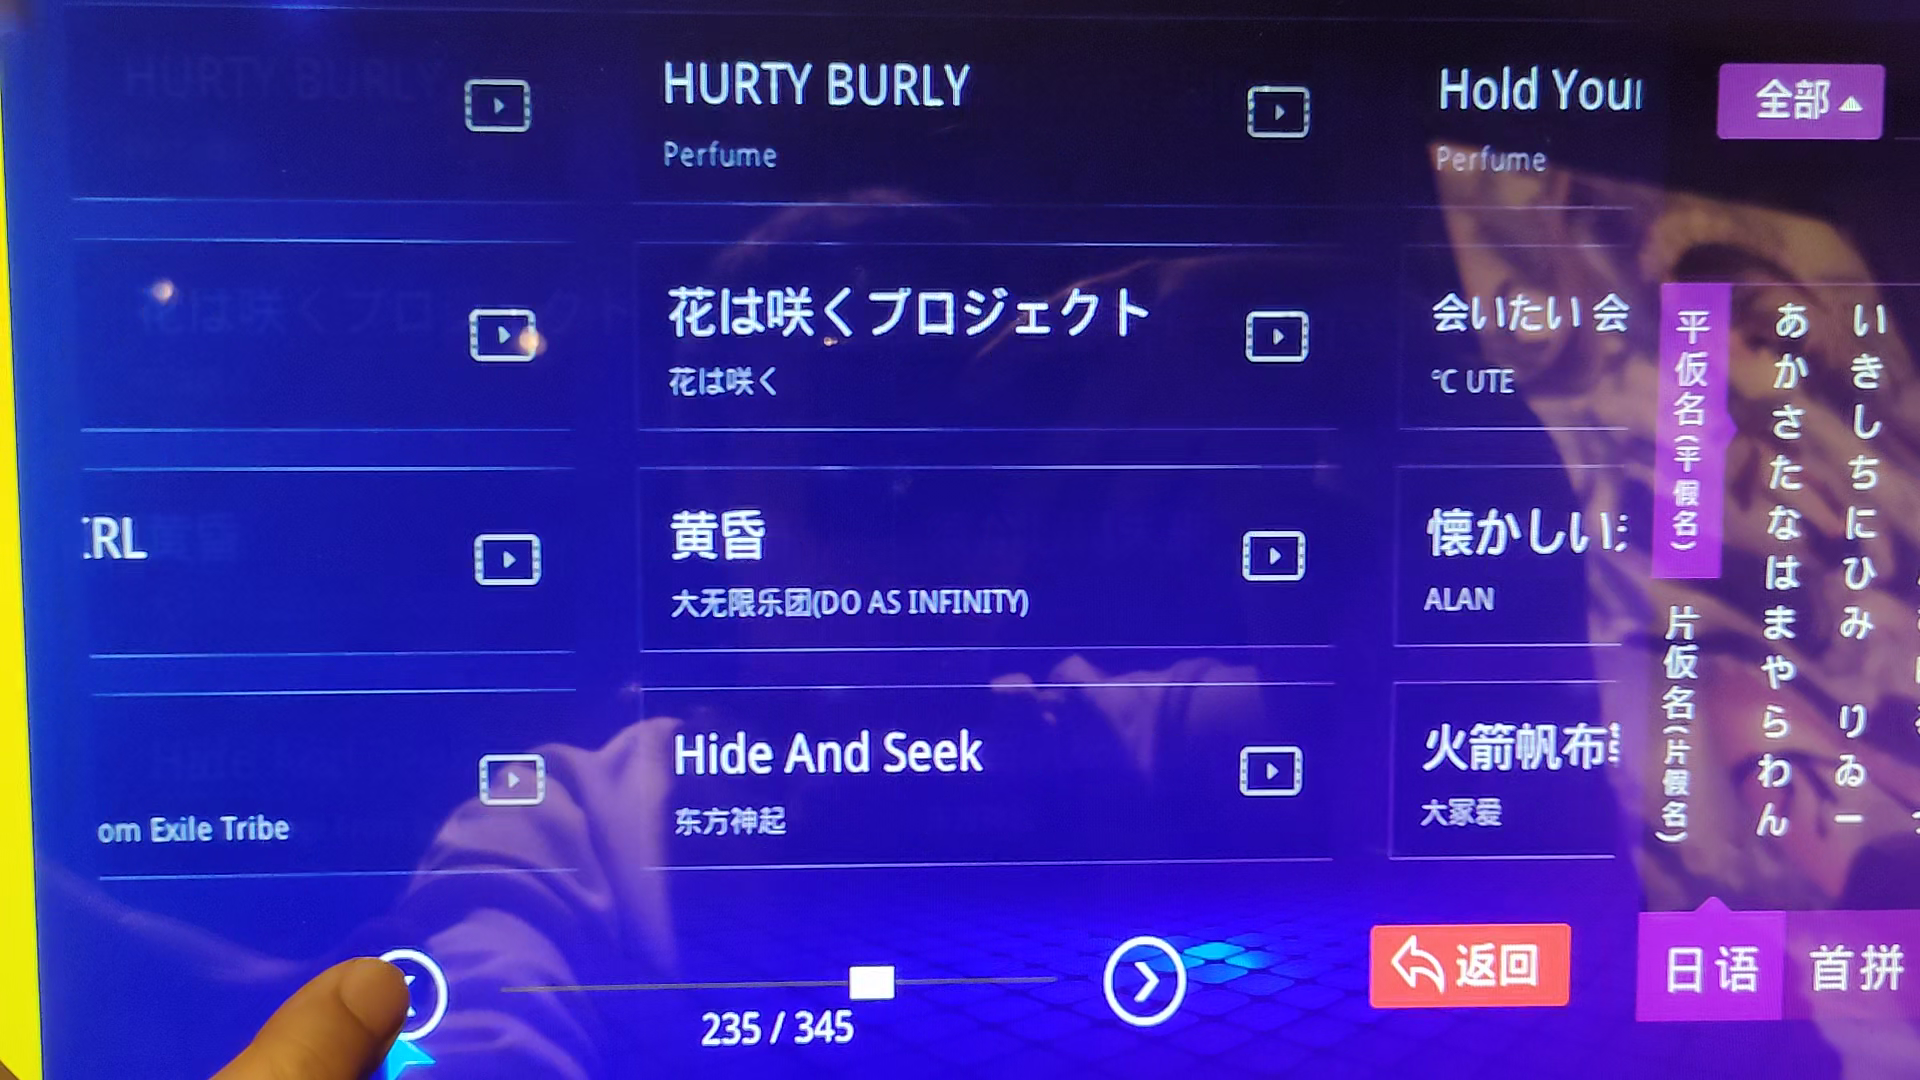 HURTY BURLY
Perfume
Hold Your
Perfume
全部
花は咲くプロジェクト
花は咲く
会いたい 会
℃ UTE
RL
黄昏
大无限乐团(DO AS INFINITY)
懐かしい
ALAN
om Exile Tribe
Hide And Seek
东方神起
火箭帆布
大冢爱
平仮名(平假名)
片仮名(片假名)
あかさたなはまやらわん
いきしちにひみ りゐー
235 / 345
返回
日语
首拼